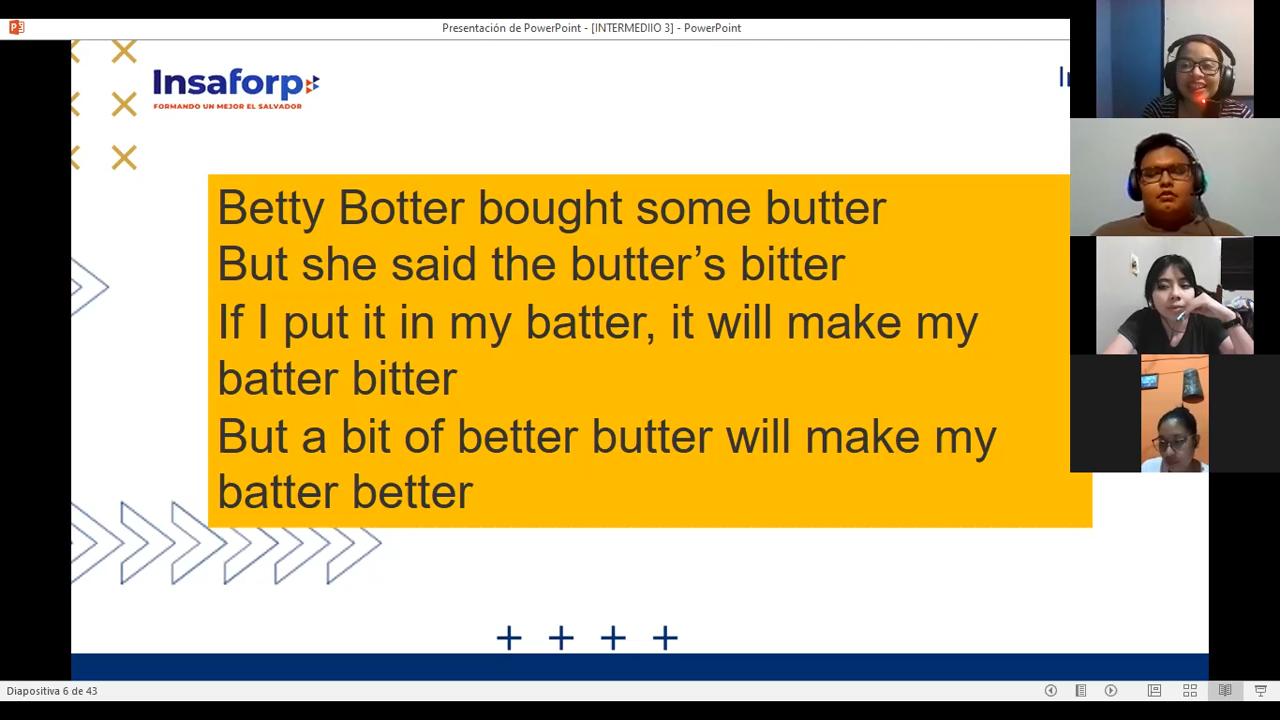 Presentación de PowerPoint - [INTERMEDIIO 3] - PowerPoint
Insaforp
FORMANDO UN MEJOR EL SALVADOR
Betty Botter bought some butter
But she said the butter’s bitter
If I put it in my batter, it will make my
batter bitter
But a bit of better butter will make my
batter better
Diapositiva 6 de 43